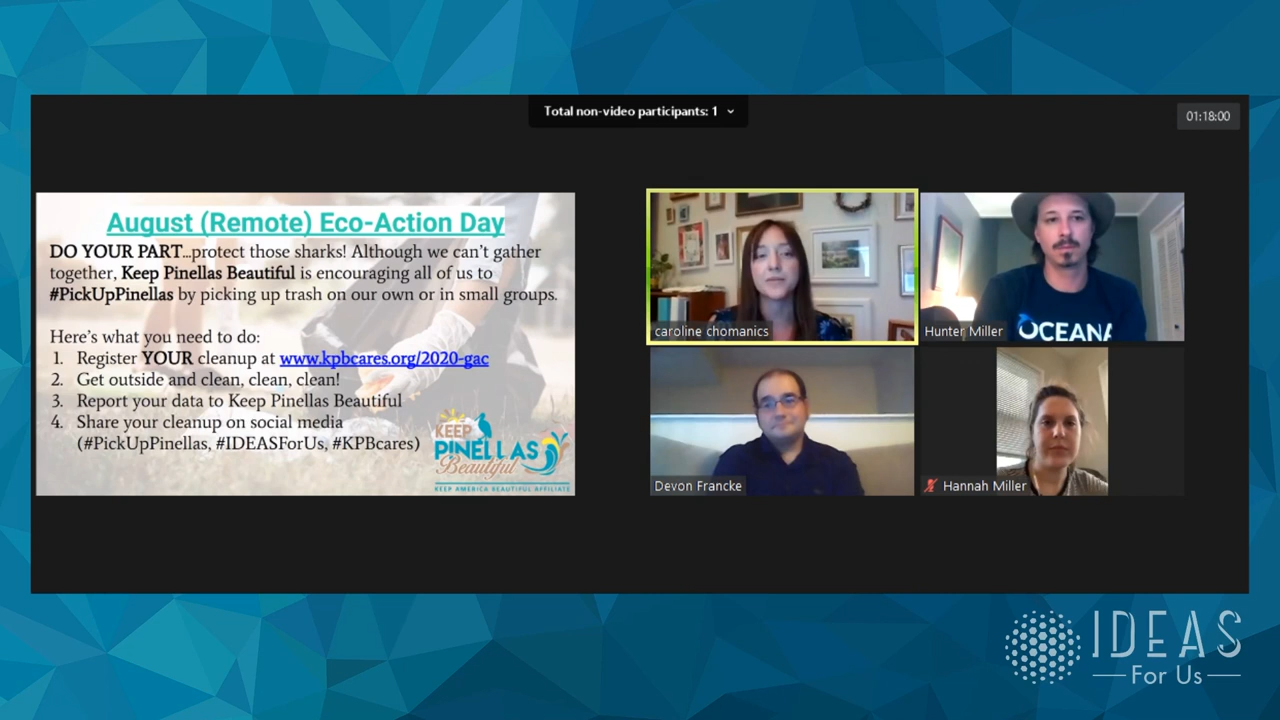 Total non-video participants: 1
01:18:00
August (Remote) Eco-Action Day
DO YOUR PART...protect those sharks! Although we can't gather
together, Keep Pinellas Beautiful is encouraging all of us to
#PickUpPinellas by picking up trash on our own or in small groups.
Here's what you need to do:
1. Register YOUR cleanup at www.kpbcares.org/2020-gac
2. Get outside and clean, clean, clean!
3. Report your data to Keep Pinellas Beautiful
4. Share your cleanup on social media
(#PickUpPinellas, #IDEASForUs, #KPBcares)
KEEP
PINELLAS
Beautiful
KEEP AMERICA BEAUTIFUL AFFILIATE
caroline chomanics
Hunter Miller
OCEANA
Devon Francke
Hannah Miller
IDEAS
For Us